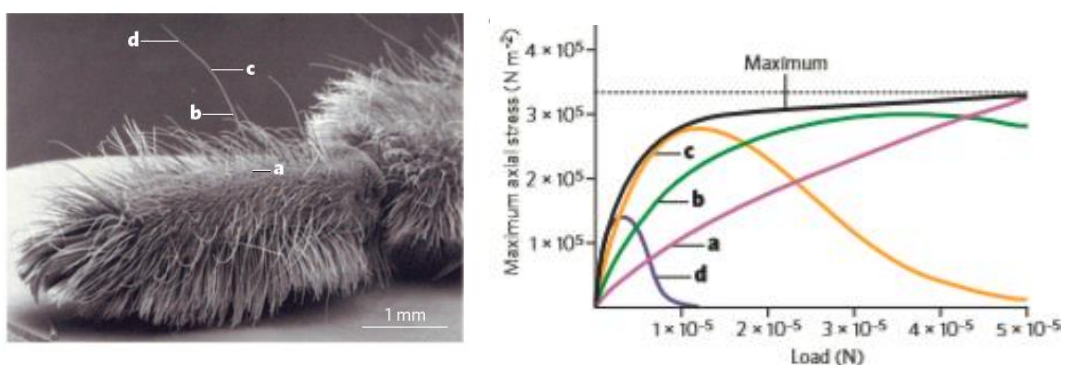 d
c
b
a
1 mm
Maximum axial stress (N m⁻²)
4 × 10⁵
3 × 10⁵
2 × 10⁵
1 × 10⁵
Maximum
c
b
a
d
1 × 10⁻⁵
2 × 10⁻⁵
3 × 10⁻⁵
4 × 10⁻⁵
5 × 10⁻⁵
Load (N)